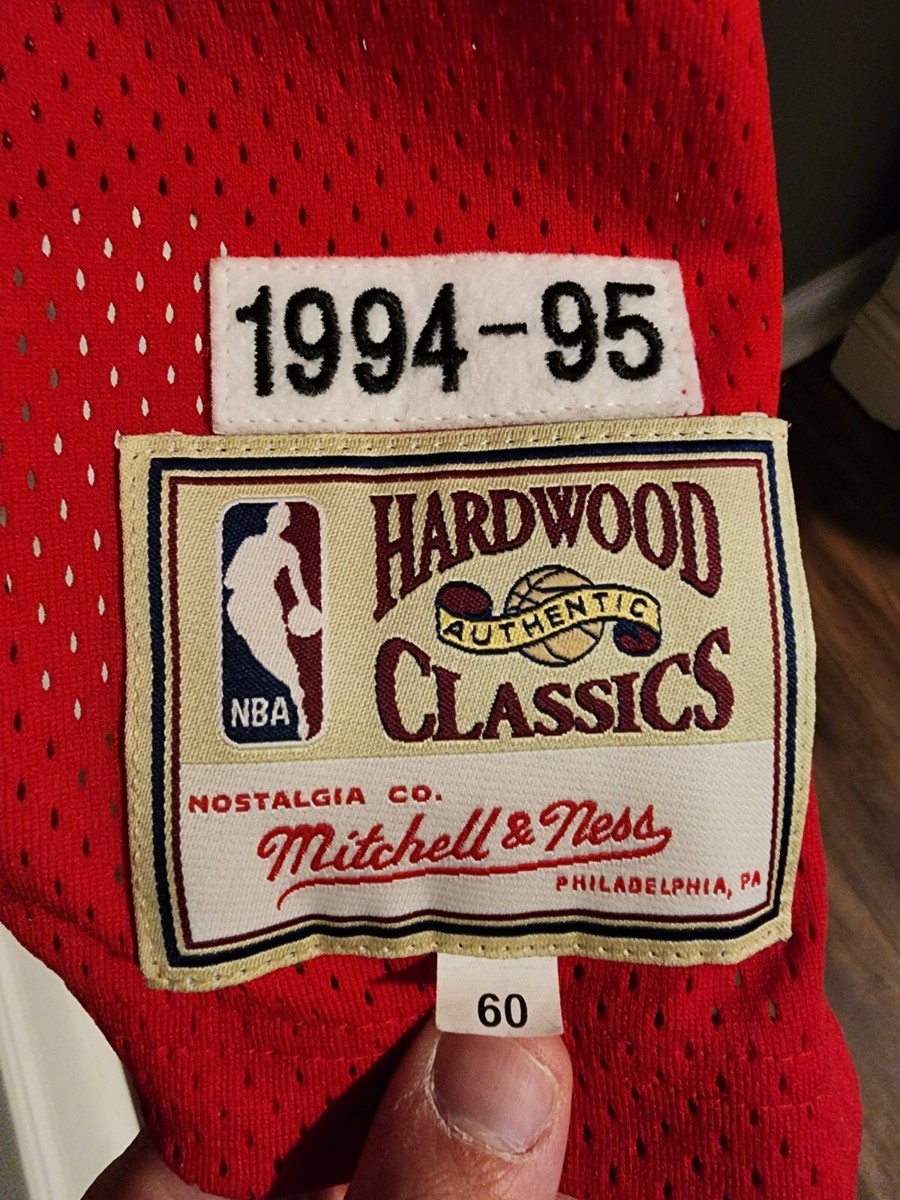 1994-95
HARDWOOD
AUTHENTIC
CLASSICS
NBA
NOSTALGIA CO.
Mitchell & Ness
PHILADELPHIA, PA
60